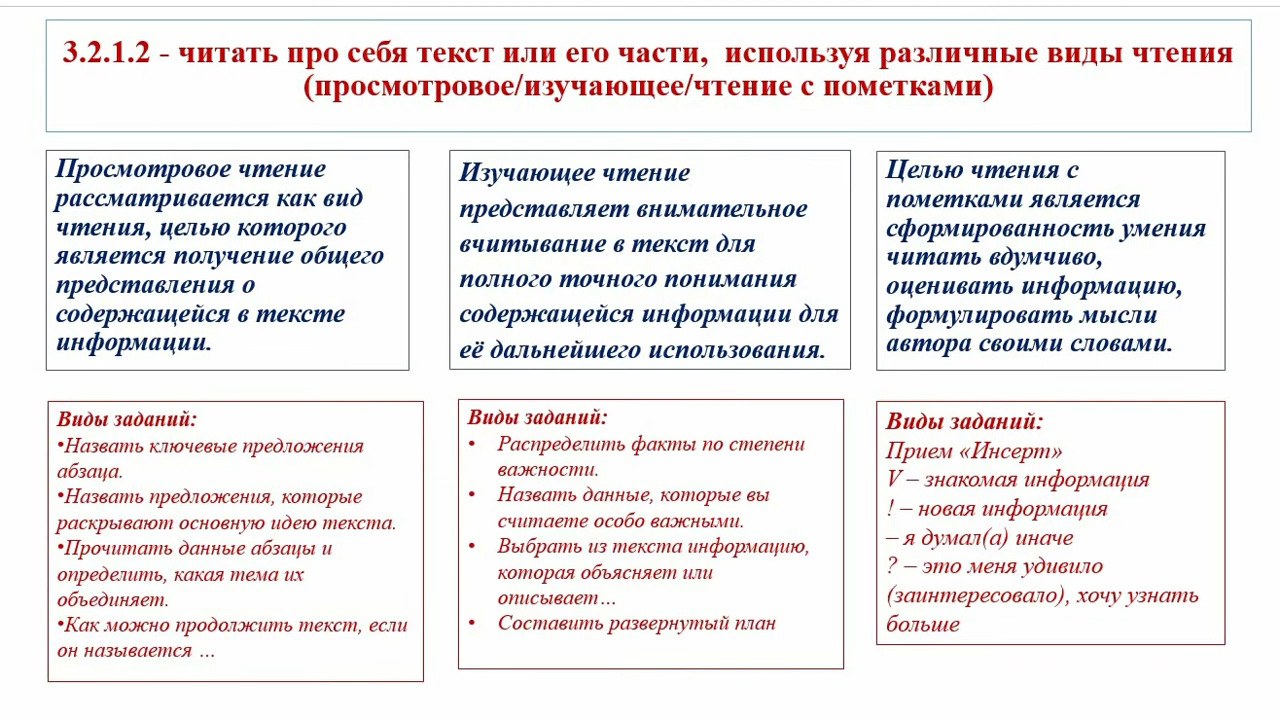 3.2.1.2 - читать про себя текст или его части, используя различные виды чтения
(просмотровое/изучающее/чтение с пометками)
Просмотровое чтение
рассматривается как вид
чтения, целью которого
является получение общего
представления о
содержащейся в тексте
информации.
Изучающее чтение
представляет внимательное
вчитывание в текст для
полного точного понимания
содержащейся информации для
её дальнейшего использования.
Целью чтения с
пометками является
сформированность умения
читать вдумчиво,
оценивать информацию,
формулировать мысли
автора своими словами.
Виды заданий:
•Назвать ключевые предложения
абзаца.
•Назвать предложения, которые
раскрывают основную идею текста.
•Прочитать данные абзацы и
определить, какая тема их
объединяет.
•Как можно продолжить текст, если
он называется …
Виды заданий:
• Распределить факты по степени
важности.
• Назвать данные, которые вы
считаете особо важными.
• Выбрать из текста информацию,
которая объясняет или
описывает…
• Составить развернутый план
Виды заданий:
Прием «Инсерт»
V – знакомая информация
! – новая информация
– я думал(а) иначе
? – это меня удивило
(заинтересовало), хочу узнать
больше